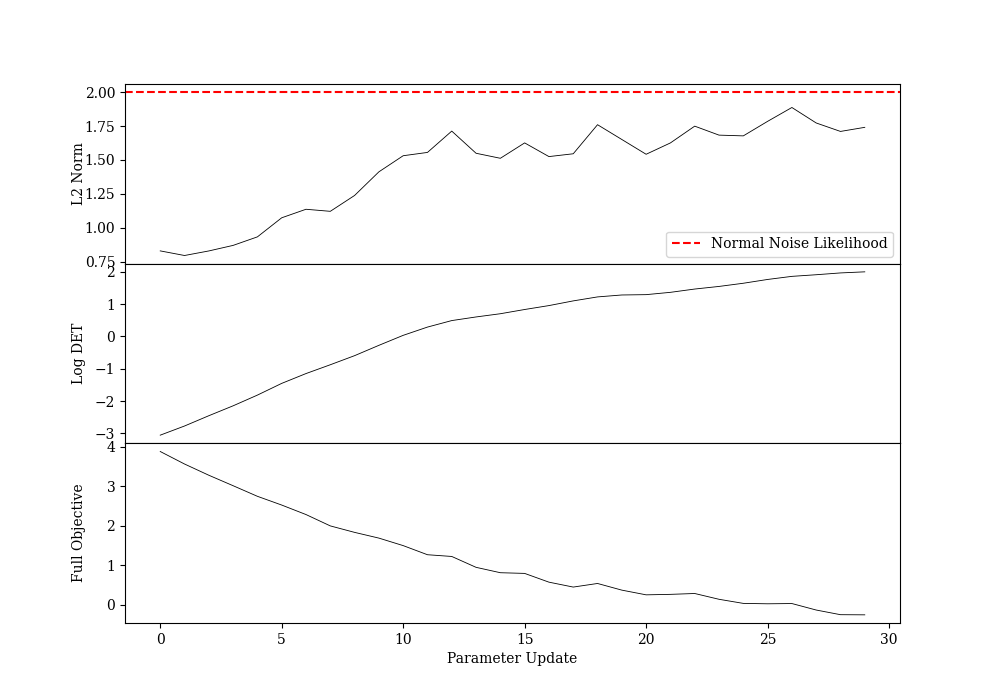 2.00
1.75
1.50
1.25
1.00
0.75
L2 Norm
Normal Noise Likelihood
2
1
0
−1
−2
−3
Log DET
4
3
2
1
0
Full Objective
0 5 10 15 20 25 30
Parameter Update